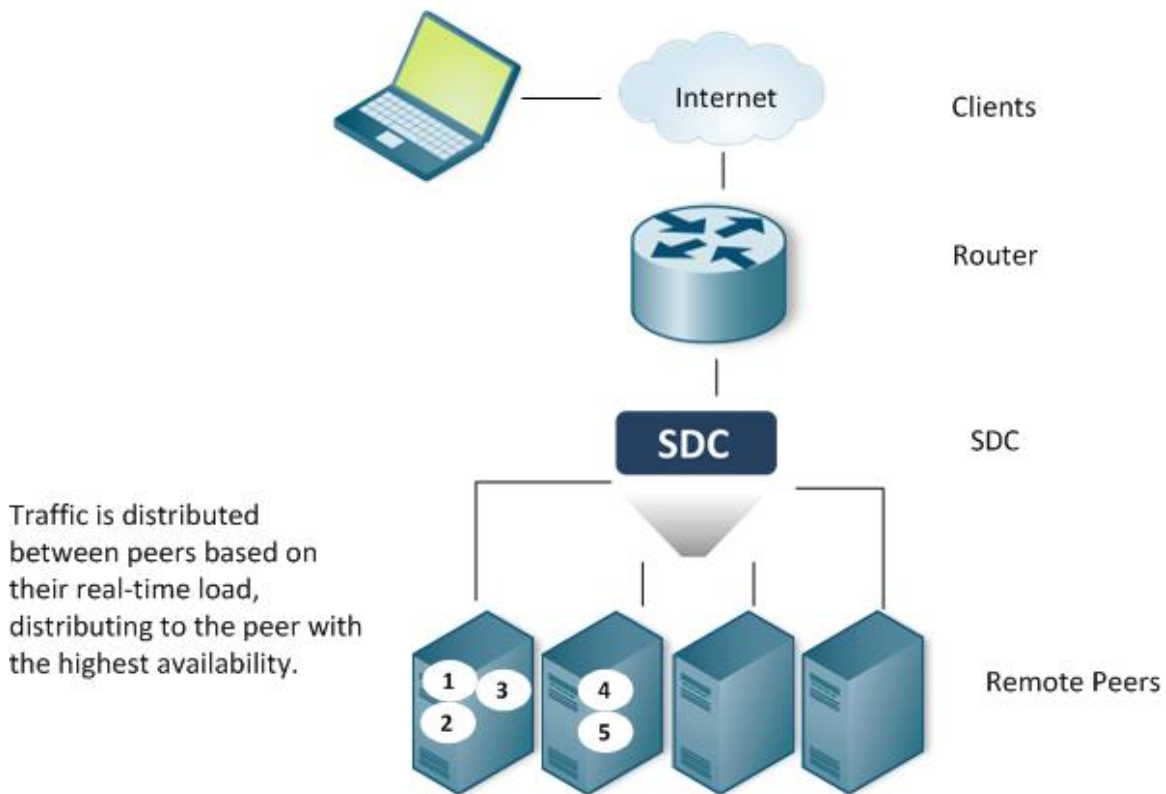 Internet
Clients
Router
SDC
SDC
Traffic is distributed
between peers based on
their real-time load,
distributing to the peer with
the highest availability.
1
3
2
4
5
Remote Peers